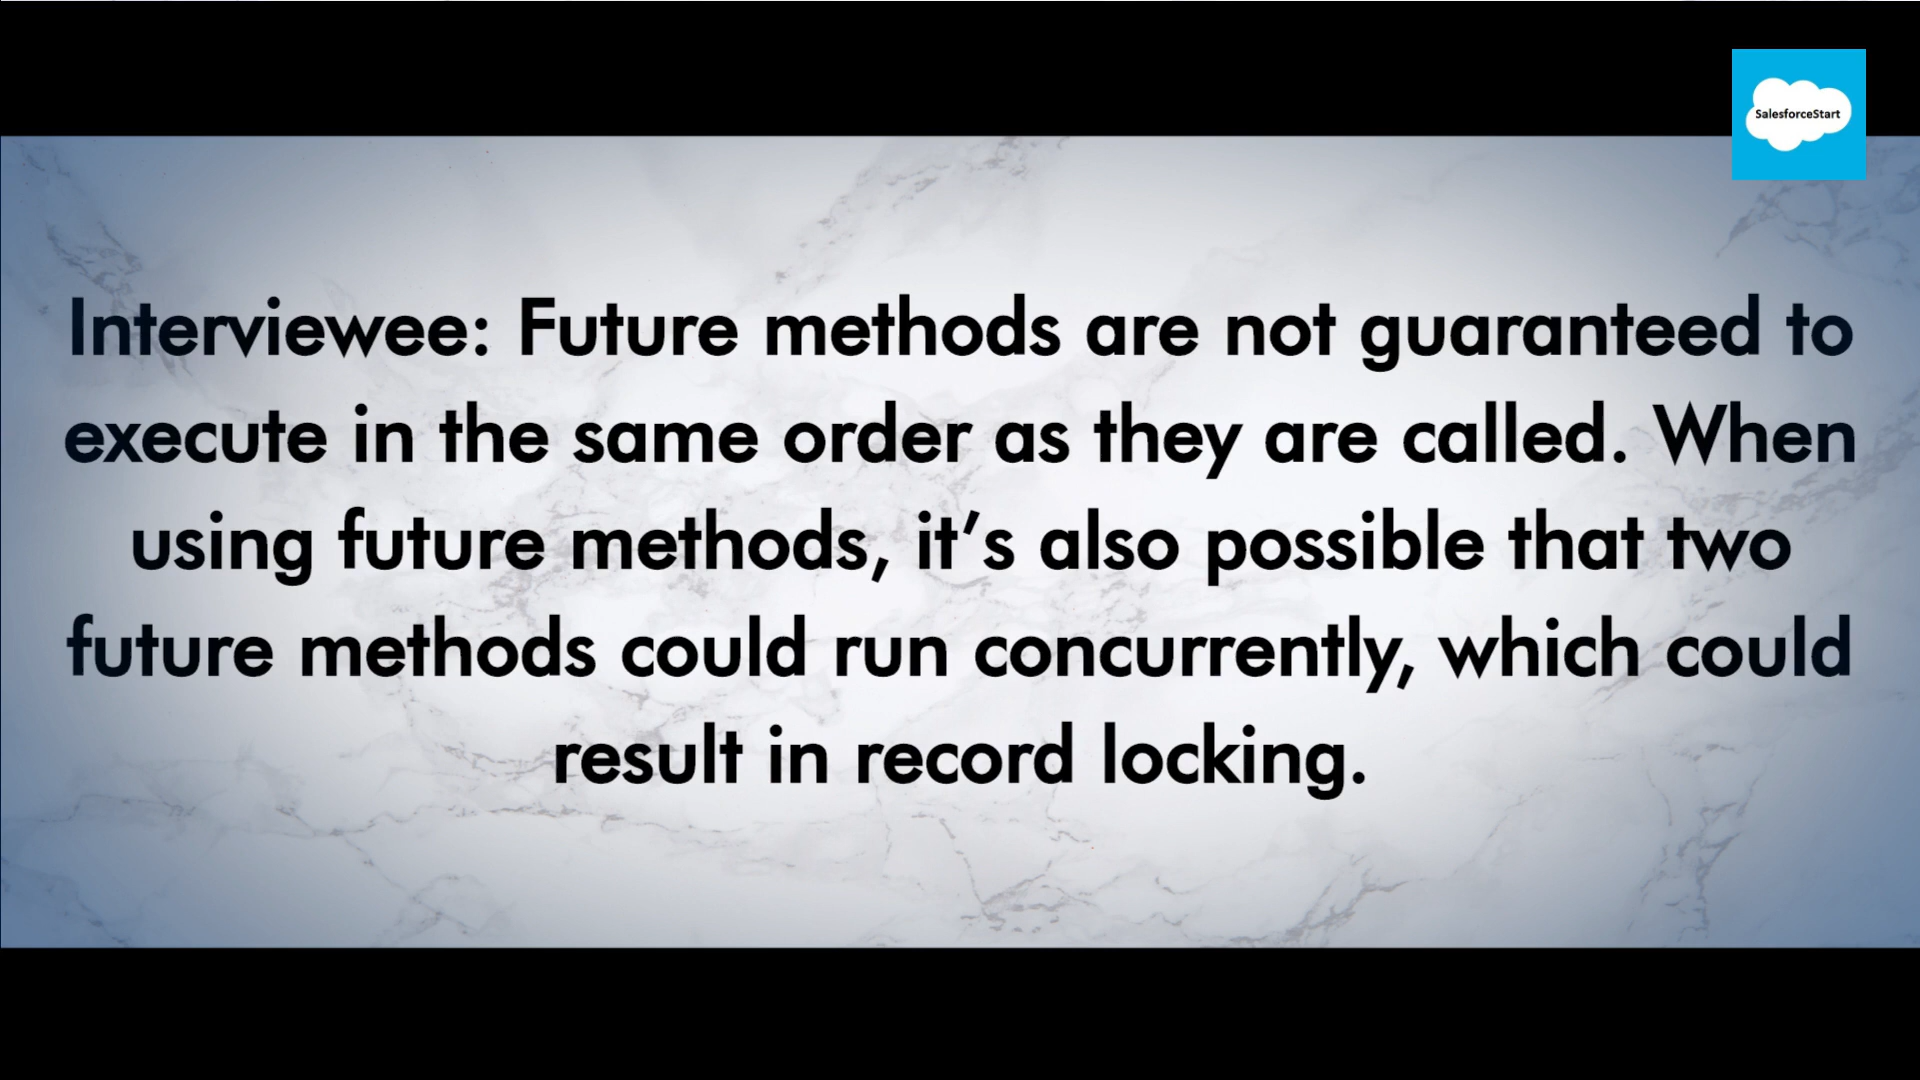 SalesforceStart
Interviewee: Future methods are not guaranteed to
execute in the same order as they are called. When
using future methods, it’s also possible that two
future methods could run concurrently, which could
result in record locking.